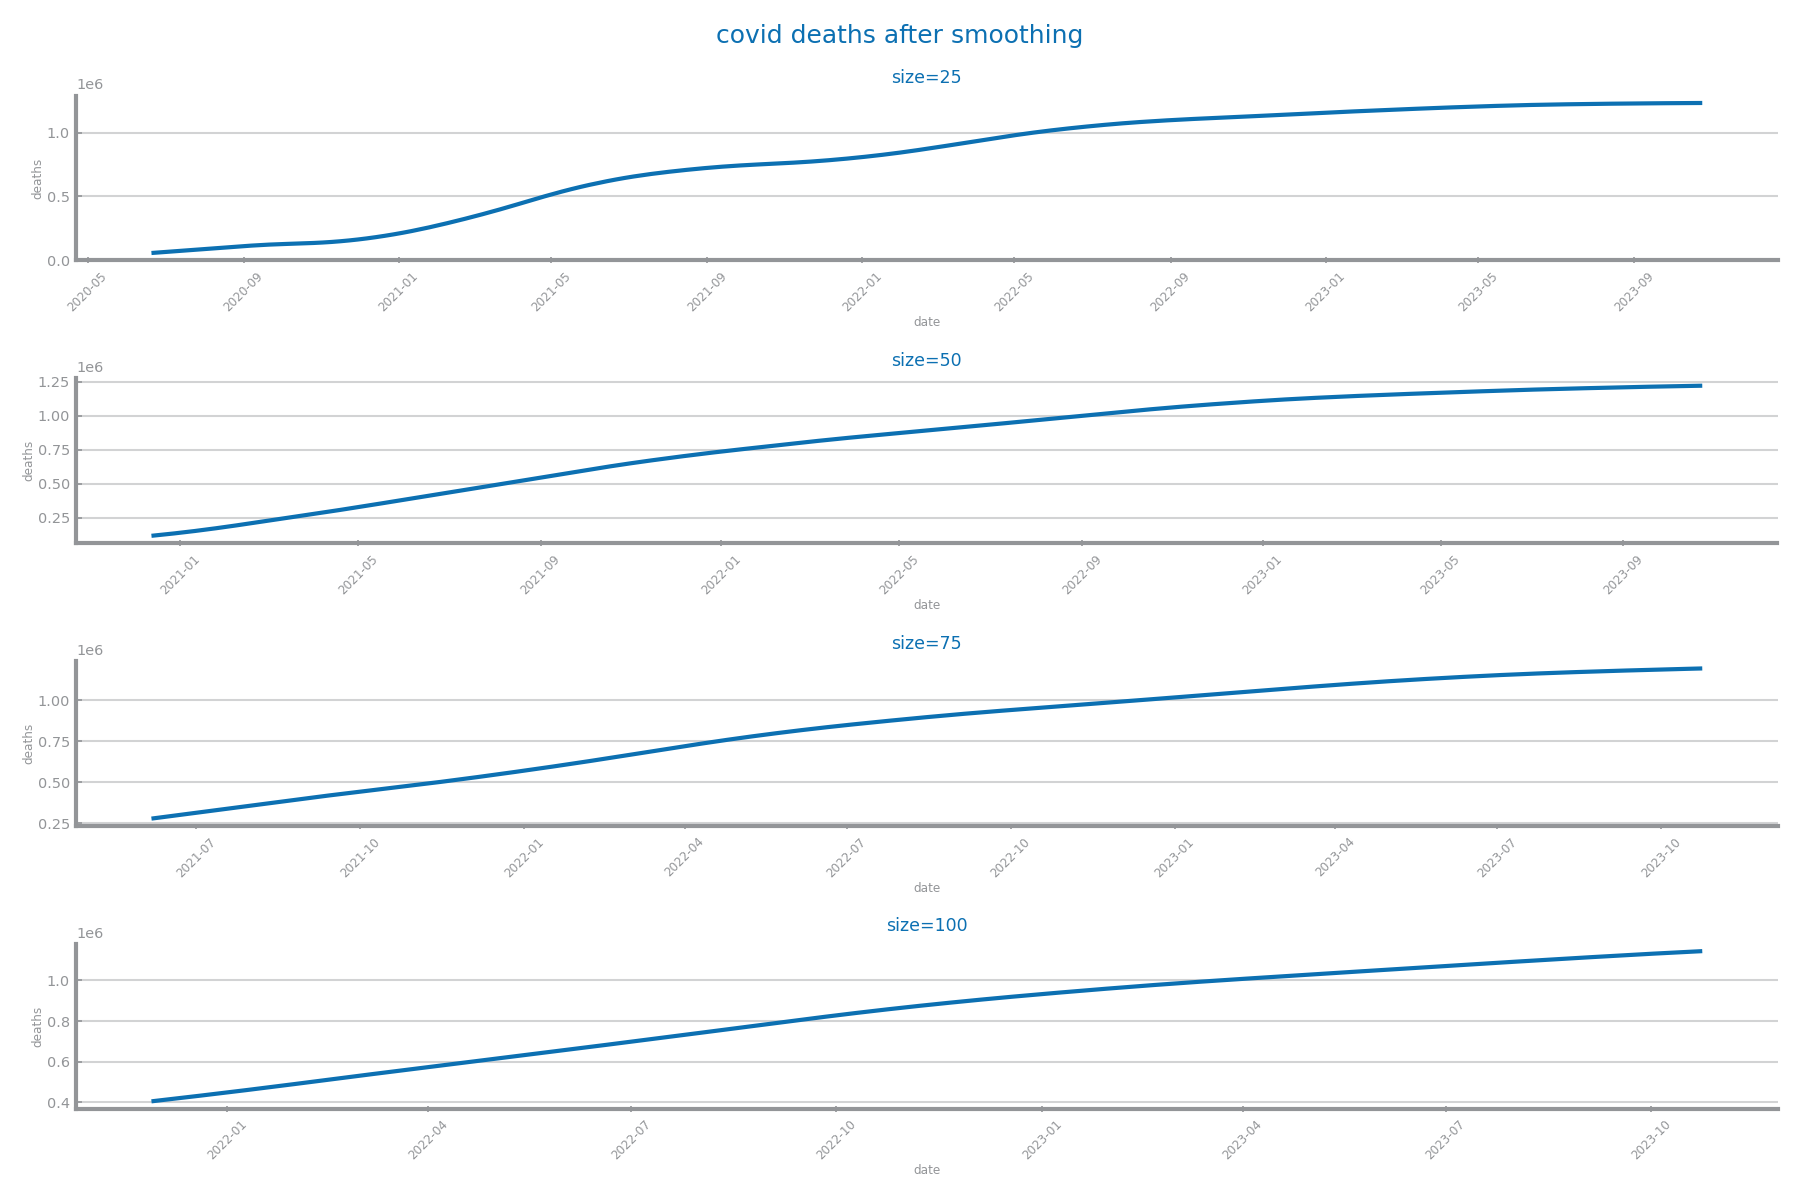 covid deaths after smoothing
size=25
1e6
1.0
0.5
0.0
deaths
2020-05 2020-09 2021-01 2021-05 2021-09 2022-01 2022-05 2022-09 2023-01 2023-05 2023-09
date
size=50
1e6
1.25
1.00
0.75
0.50
0.25
deaths
2021-01 2021-05 2021-09 2022-01 2022-05 2022-09 2023-01 2023-05 2023-09
date
size=75
1e6
1.00
0.75
0.50
0.25
deaths
2021-07 2021-10 2022-01 2022-04 2022-07 2022-10 2023-01 2023-04 2023-07 2023-10
date
size=100
1e6
1.0
0.8
0.6
0.4
deaths
2022-01 2022-04 2022-07 2022-10 2023-01 2023-04 2023-07 2023-10
date